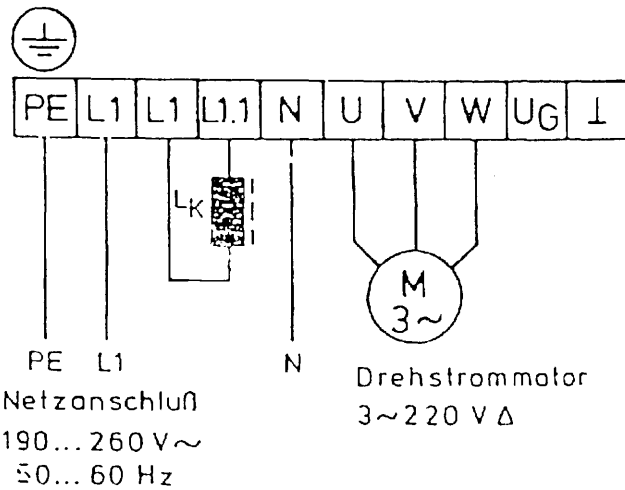 PE L1 L1 L1.1 N U V W UG ⊥
LK
M
3~
PE L1 N
Drehstrommotor
3~220 V Δ
Netzanschluß
190... 260 V~
50... 60 Hz